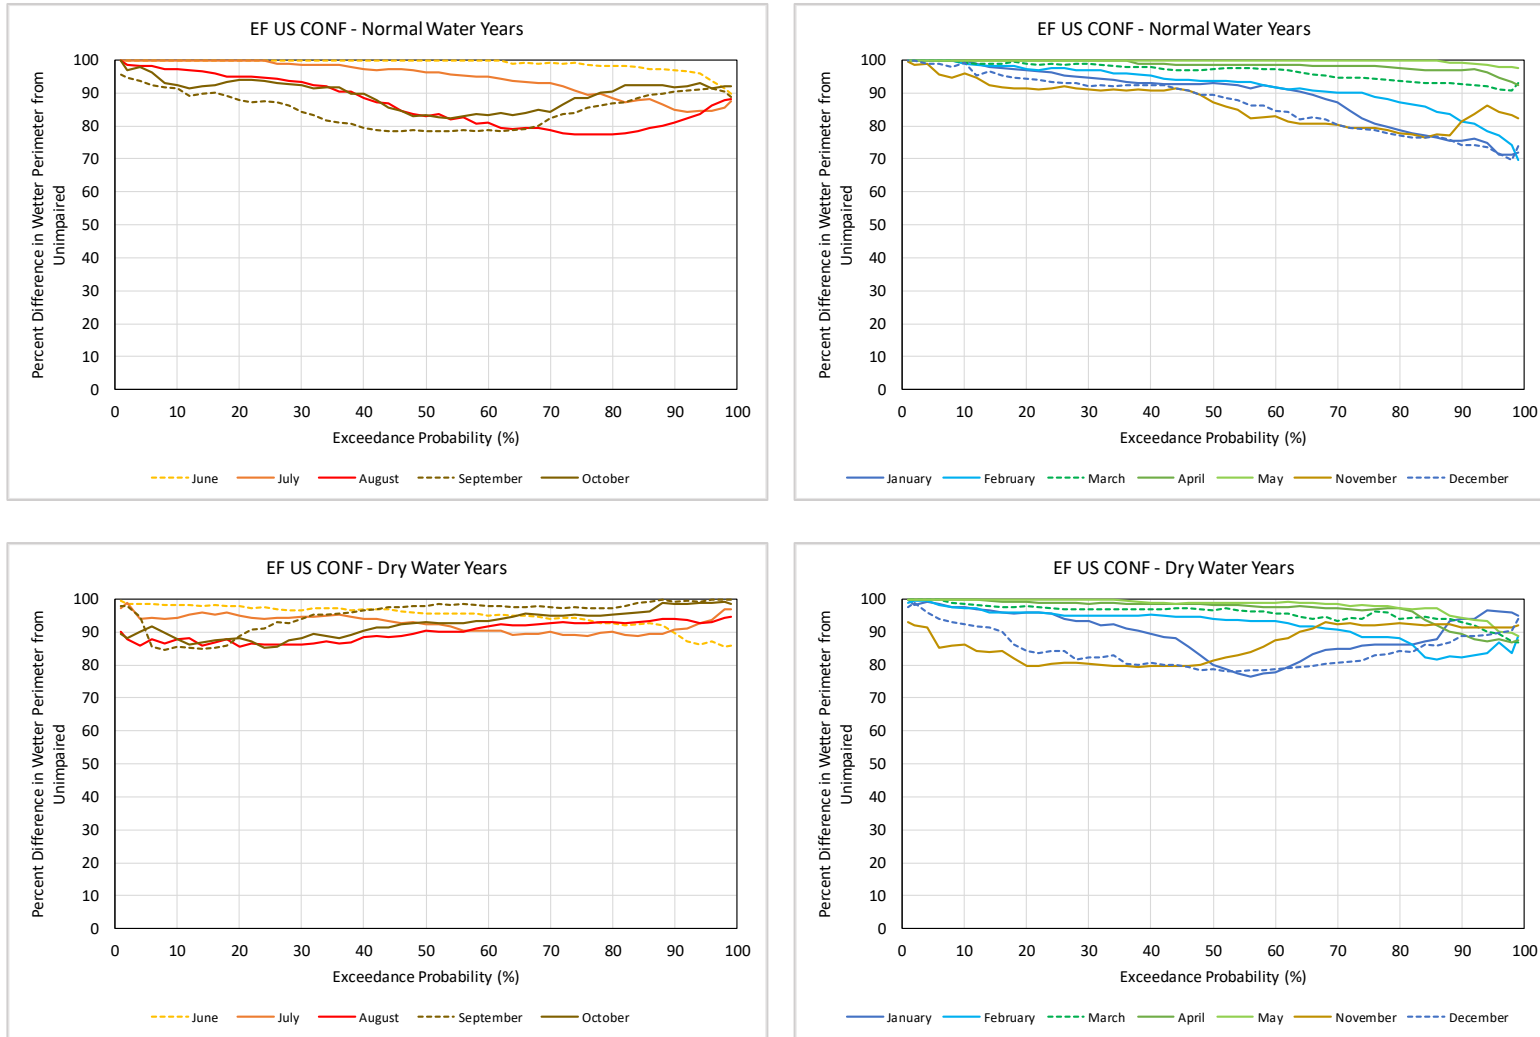 EF US CONF - Normal Water Years
Percent Difference in Wetter Perimeter from
Unimpaired
100
90
80
70
60
50
40
30
20
10
0
0 10 20 30 40 50 60 70 80 90 100
Exceedance Probability (%)
June July August September October
EF US CONF - Normal Water Years
Percent Difference in Wetter Perimeter from
Unimpaired
100
90
80
70
60
50
40
30
20
10
0
0 10 20 30 40 50 60 70 80 90 100
Exceedance Probability (%)
January February March April May November December
EF US CONF - Dry Water Years
Percent Difference in Wetter Perimeter from
Unimpaired
100
90
80
70
60
50
40
30
20
10
0
0 10 20 30 40 50 60 70 80 90 100
Exceedance Probability (%)
June July August September October
EF US CONF - Dry Water Years
Percent Difference in Wetter Perimeter from
Unimpaired
100
90
80
70
60
50
40
30
20
10
0
0 10 20 30 40 50 60 70 80 90 100
Exceedance Probability (%)
January February March April May November December